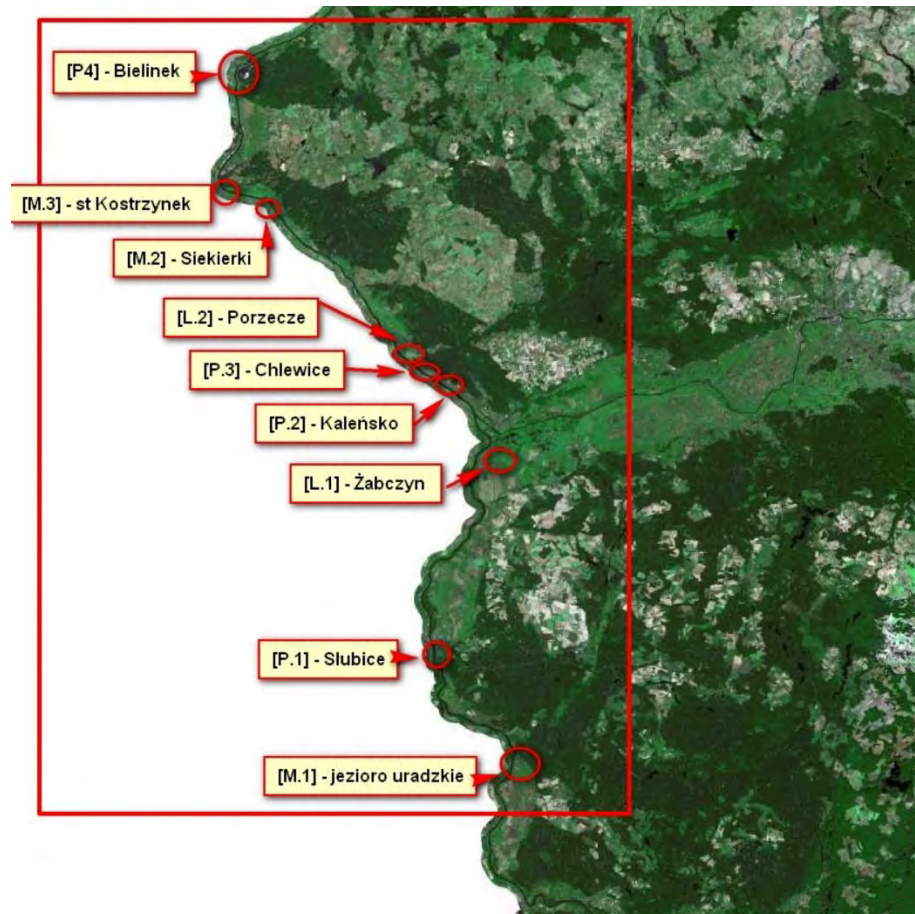 [P4] - Bielinek
[M.3] - st Kostrzynek
[M.2] - Siekierki
[L.2] - Porzecze
[P.3] - Chlewice
[P.2] - Kaleńsko
[L.1] - Żabczyn
[P.1] - Słubice
[M.1] - jezioro uradzkie